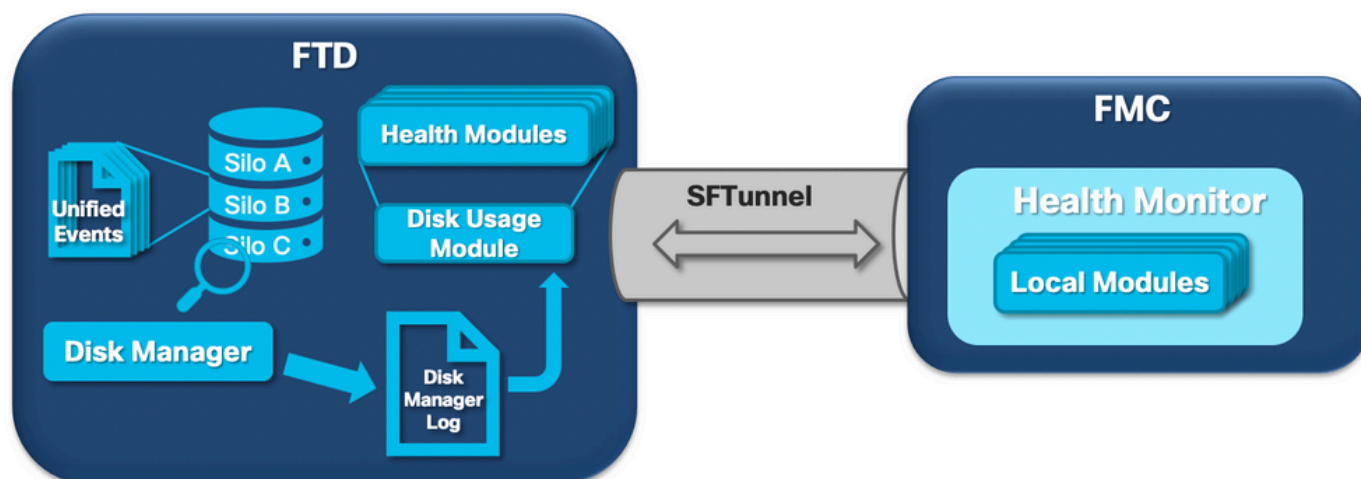 FTD
Unified
Events
Silo A
Silo B
Silo C
Health Modules
Disk Usage
Module
Disk Manager
Disk
Manager
Log
SFTunnel
FMC
Health Monitor
Local Modules